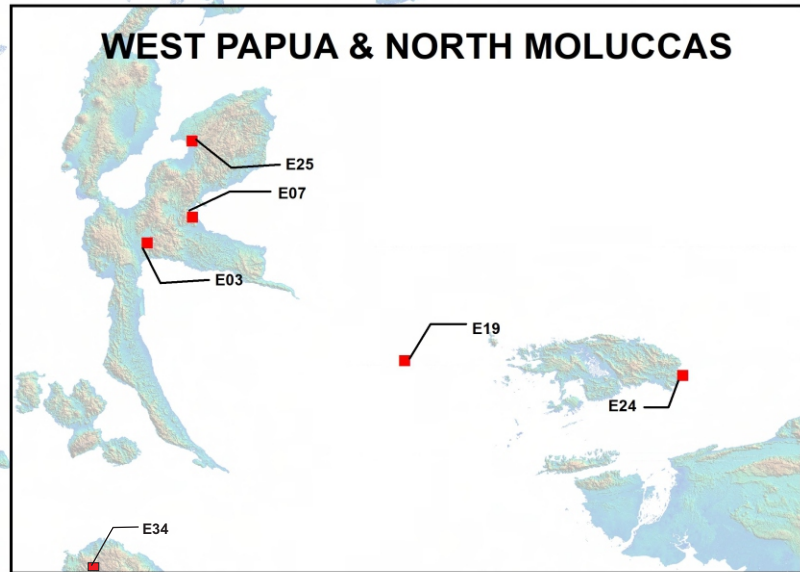 WEST PAPUA & NORTH MOLUCCAS
E25
E07
E03
E19
E24
E34